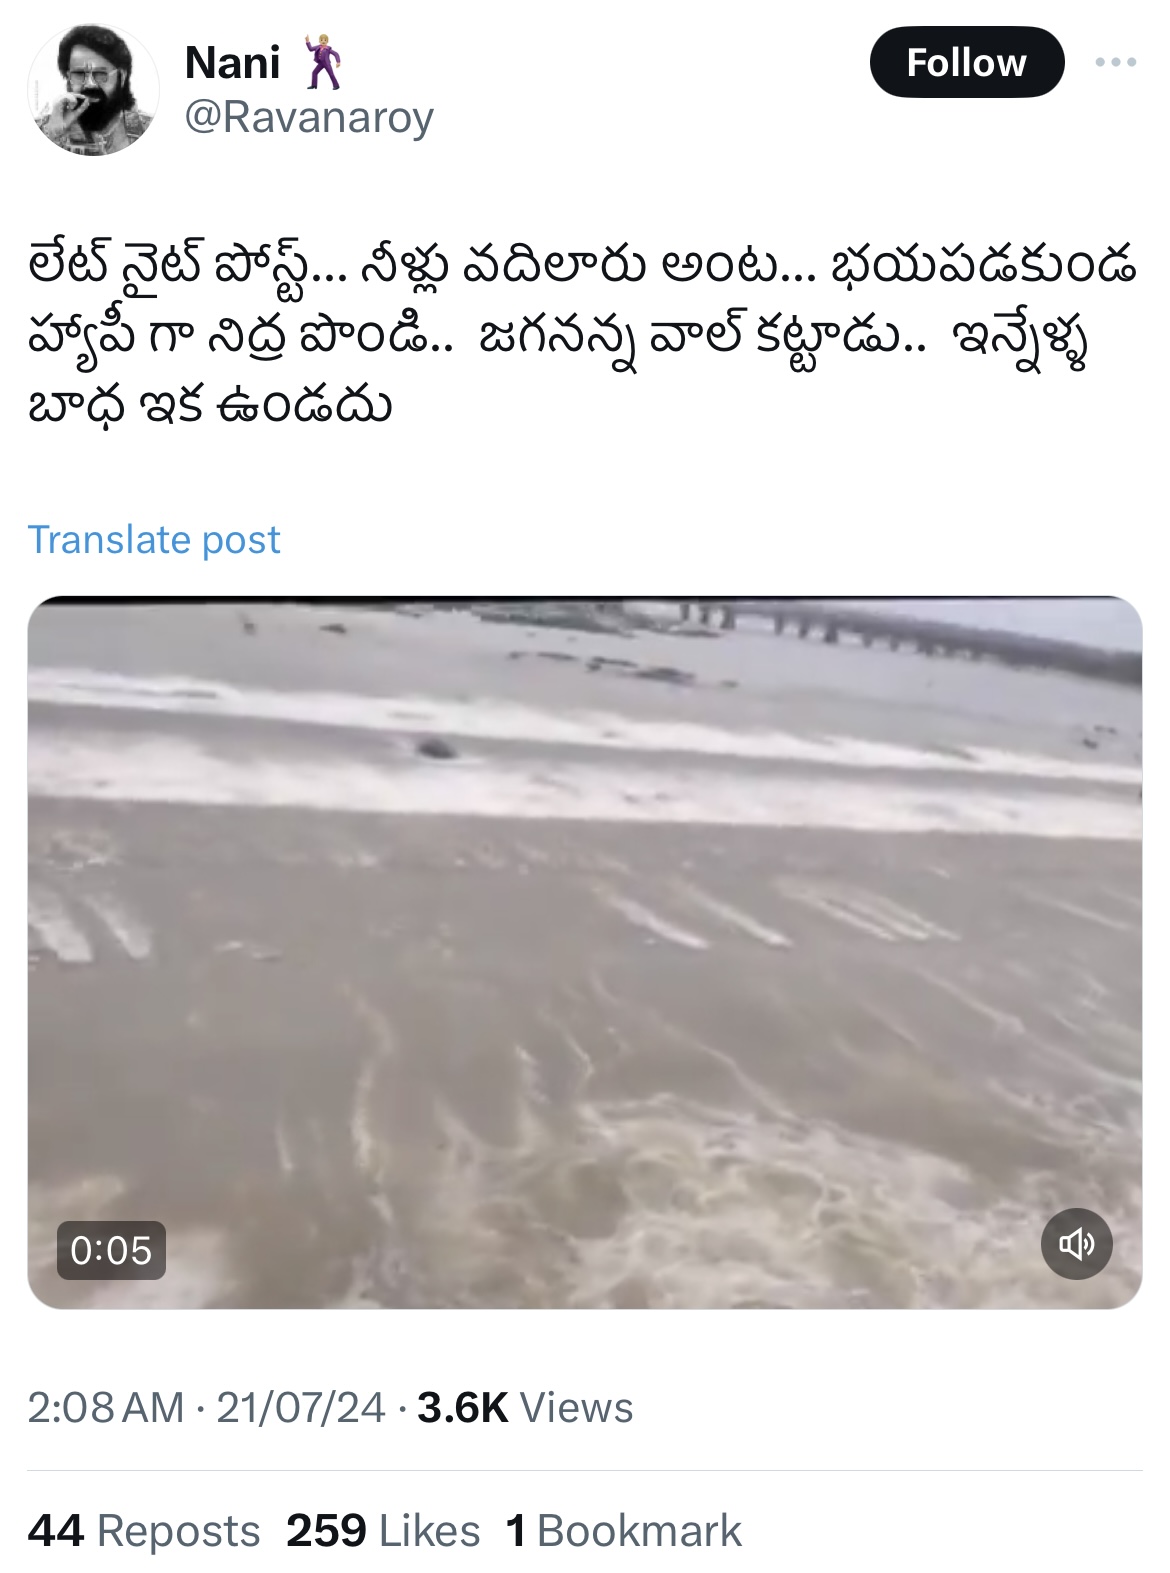 Nani
@Ravanaroy
Follow
లేట్ నైట్ పోస్ట్... నీళ్లు వదిలారు అంట... భయపడకుండ
హ్యాపీ గా నిద్ర పొండి.. జగనన్న వాల్ కట్టాడు.. ఇన్నేళ్ళ
బాధ ఇక ఉండదు
Translate post
0:05
2:08 AM · 21/07/24 · 3.6K Views
44 Reposts 259 Likes 1 Bookmark